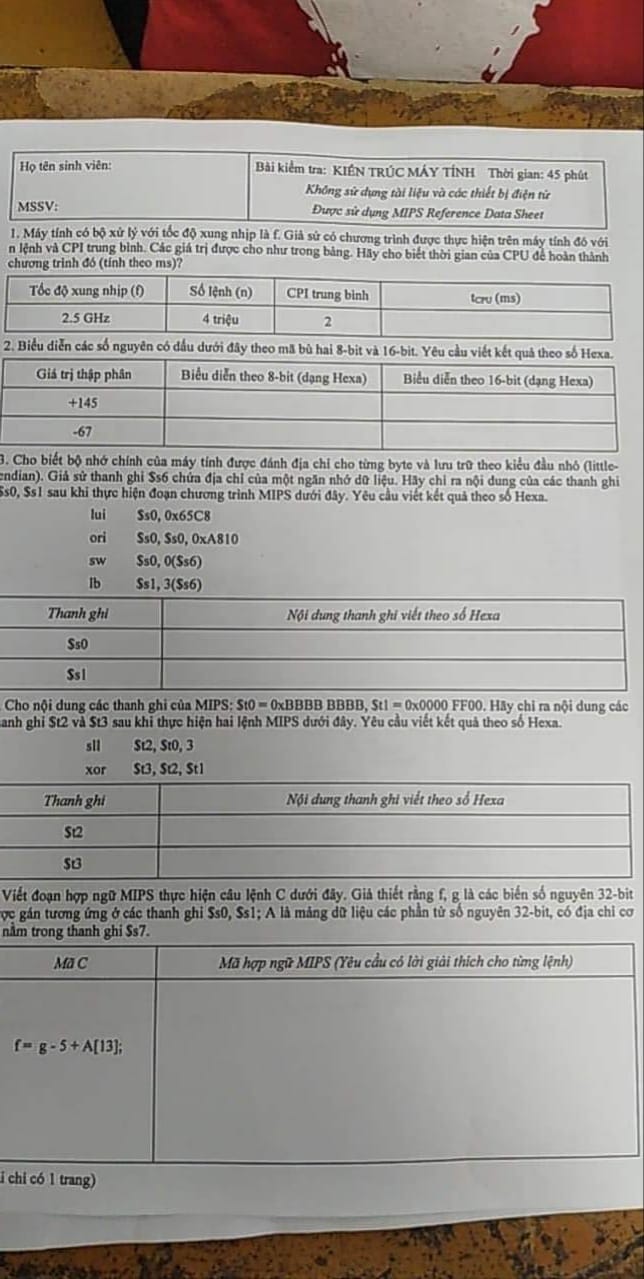 Họ tên sinh viên:
MSSV:
Bài kiểm tra: KIẾN TRÚC MÁY TÍNH Thời gian: 45 phút
Không sử dụng tài liệu và các thiết bị điện tử
Được sử dụng MIPS Reference Data Sheet
1. Máy tính có bộ xử lý với tốc độ xung nhịp là f. Giả sử có chương trình được thực hiện trên máy tính đó với
n lệnh và CPI trung bình. Các giá trị được cho như trong bảng. Hãy cho biết thời gian của CPU để hoàn thành
chương trình đó (tính theo ms)?
Tốc độ xung nhịp (f) Số lệnh (n) CPI trung bình tCPU (ms)
2.5 GHz 4 triệu 2
2. Biểu diễn các số nguyên có dấu dưới đây theo mã bù hai 8-bit và 16-bit. Yêu cầu viết kết quả theo số Hexa.
Giá trị thập phân Biểu diễn theo 8-bit (dạng Hexa) Biểu diễn theo 16-bit (dạng Hexa)
+145
-67
3. Cho biết bộ nhớ chính của máy tính được đánh địa chỉ cho từng byte và lưu trữ theo kiểu đầu nhỏ (little-
endian). Giả sử thanh ghi $s6 chứa địa chỉ của một ngăn nhớ dữ liệu. Hãy chỉ ra nội dung của các thanh ghi
$s0, $s1 sau khi thực hiện đoạn chương trình MIPS dưới đây. Yêu cầu viết kết quả theo số Hexa.
lui $s0, 0x65C8
ori $s0, $s0, 0xA810
sw $s0, 0($s6)
lb $s1, 3($s6)
Thanh ghi Nội dung thanh ghi viết theo số Hexa
$s0
$s1
Cho nội dung các thanh ghi của MIPS: $t0 = 0xBBBB BBBB, $t1 = 0x0000 FF00. Hãy chỉ ra nội dung các
anh ghi $t2 và $t3 sau khi thực hiện hai lệnh MIPS dưới đây. Yêu cầu viết kết quả theo số Hexa.
sll $t2, $t0, 3
xor $t3, $t2, $t1
Thanh ghi Nội dung thanh ghi viết theo số Hexa
$t2
$t3
Viết đoạn hợp ngữ MIPS thực hiện câu lệnh C dưới đây. Giả thiết rằng f, g là các biến số nguyên 32-bit
ợc gán tương ứng ở các thanh ghi $s0, $s1; A là mảng dữ liệu các phần tử số nguyên 32-bit, có địa chỉ cơ
nằm trong thanh ghi $s7.
Mã C Mã hợp ngữ MIPS (Yêu cầu có lời giải thích cho từng lệnh)
f = g - 5 + A[13];
i chỉ có 1 trang)